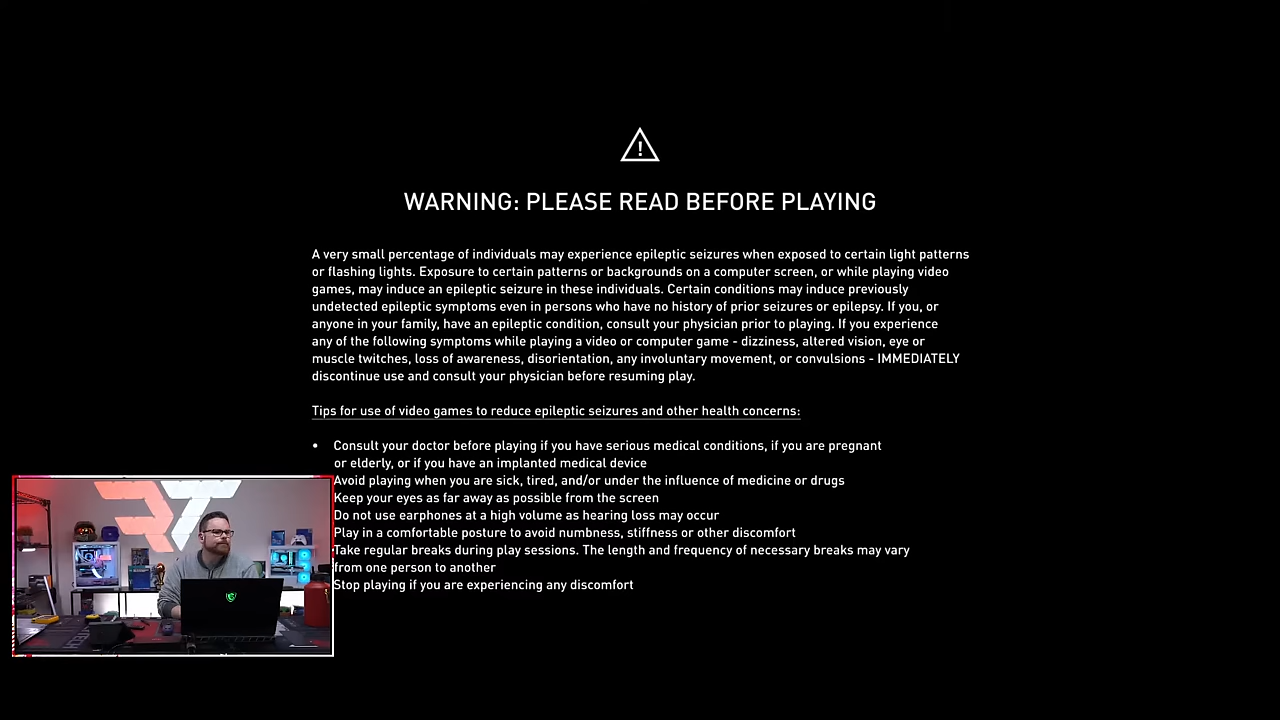 WARNING: PLEASE READ BEFORE PLAYING
A very small percentage of individuals may experience epileptic seizures when exposed to certain light patterns
or flashing lights. Exposure to certain patterns or backgrounds on a computer screen, or while playing video
games, may induce an epileptic seizure in these individuals. Certain conditions may induce previously
undetected epileptic symptoms even in persons who have no history of prior seizures or epilepsy. If you, or
anyone in your family, have an epileptic condition, consult your physician prior to playing. If you experience
any of the following symptoms while playing a video or computer game - dizziness, altered vision, eye or
muscle twitches, loss of awareness, disorientation, any involuntary movement, or convulsions - IMMEDIATELY
discontinue use and consult your physician before resuming play.
Tips for use of video games to reduce epileptic seizures and other health concerns:
• Consult your doctor before playing if you have serious medical conditions, if you are pregnant
or elderly, or if you have an implanted medical device
Avoid playing when you are sick, tired, and/or under the influence of medicine or drugs
Keep your eyes as far away as possible from the screen
Do not use earphones at a high volume as hearing loss may occur
Play in a comfortable posture to avoid numbness, stiffness or other discomfort
Take regular breaks during play sessions. The length and frequency of necessary breaks may vary
from one person to another
Stop playing if you are experiencing any discomfort